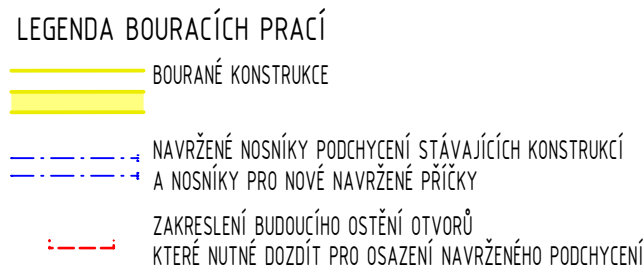 LEGENDA BOURACÍCH PRACÍ
BOURANÉ KONSTRUKCE
NAVRŽENÉ NOSNÍKY PODCHYCENÍ STÁVAJÍCÍCH KONSTRUKCÍ
A NOSNÍKY PRO NOVÉ NAVRŽENÉ PŘÍČKY
ZAKRESLENÍ BUDOUCÍHO OSTĚNÍ OTVORŮ
KTERÉ NUTNÉ DOZDÍT PRO OSAZENÍ NAVRŽENÉHO PODCHYCENÍ